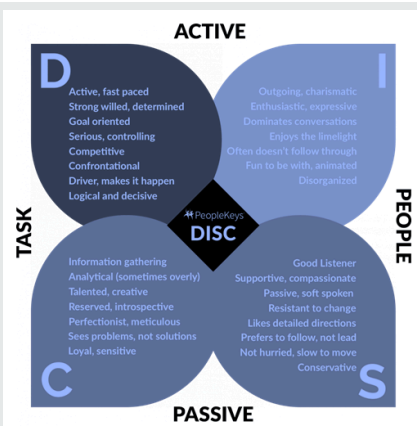 ACTIVE
D
Active, fast paced
Strong willed, determined
Goal oriented
Serious, controlling
Competitive
Confrontational
Driver, makes it happen
Logical and decisive
I
Outgoing, charismatic
Enthusiastic, expressive
Dominates conversations
Enjoys the limelight
Often doesn't follow through
Fun to be with, animated
Disorganized
TASK
PeopleKeys
DISC
PEOPLE
Information gathering
Analytical (sometimes overly)
Talented, creative
Reserved, introspective
Perfectionist, meticulous
Sees problems, not solutions
Loyal, sensitive
C
Good Listener
Supportive, compassionate
Passive, soft spoken
Resistant to change
Likes detailed directions
Prefers to follow, not lead
Not hurried, slow to move
Conservative
S
PASSIVE